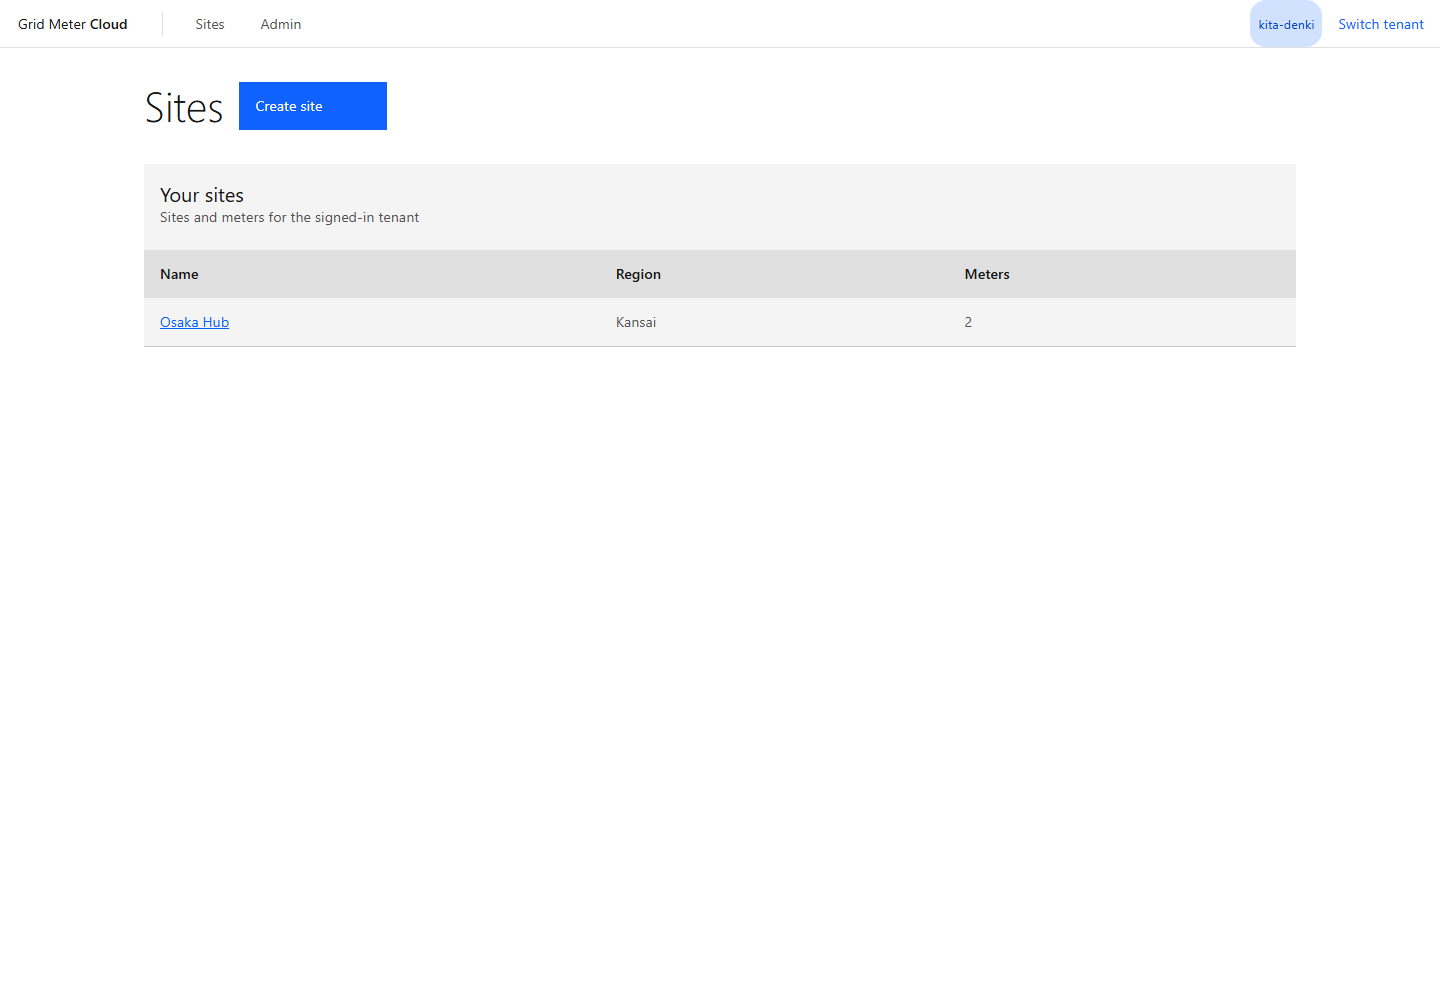 Grid Meter Cloud Sites Admin kita-denki Switch tenant
Sites Create site
Your sites
Sites and meters for the signed-in tenant
Name Region Meters
Osaka Hub Kansai 2